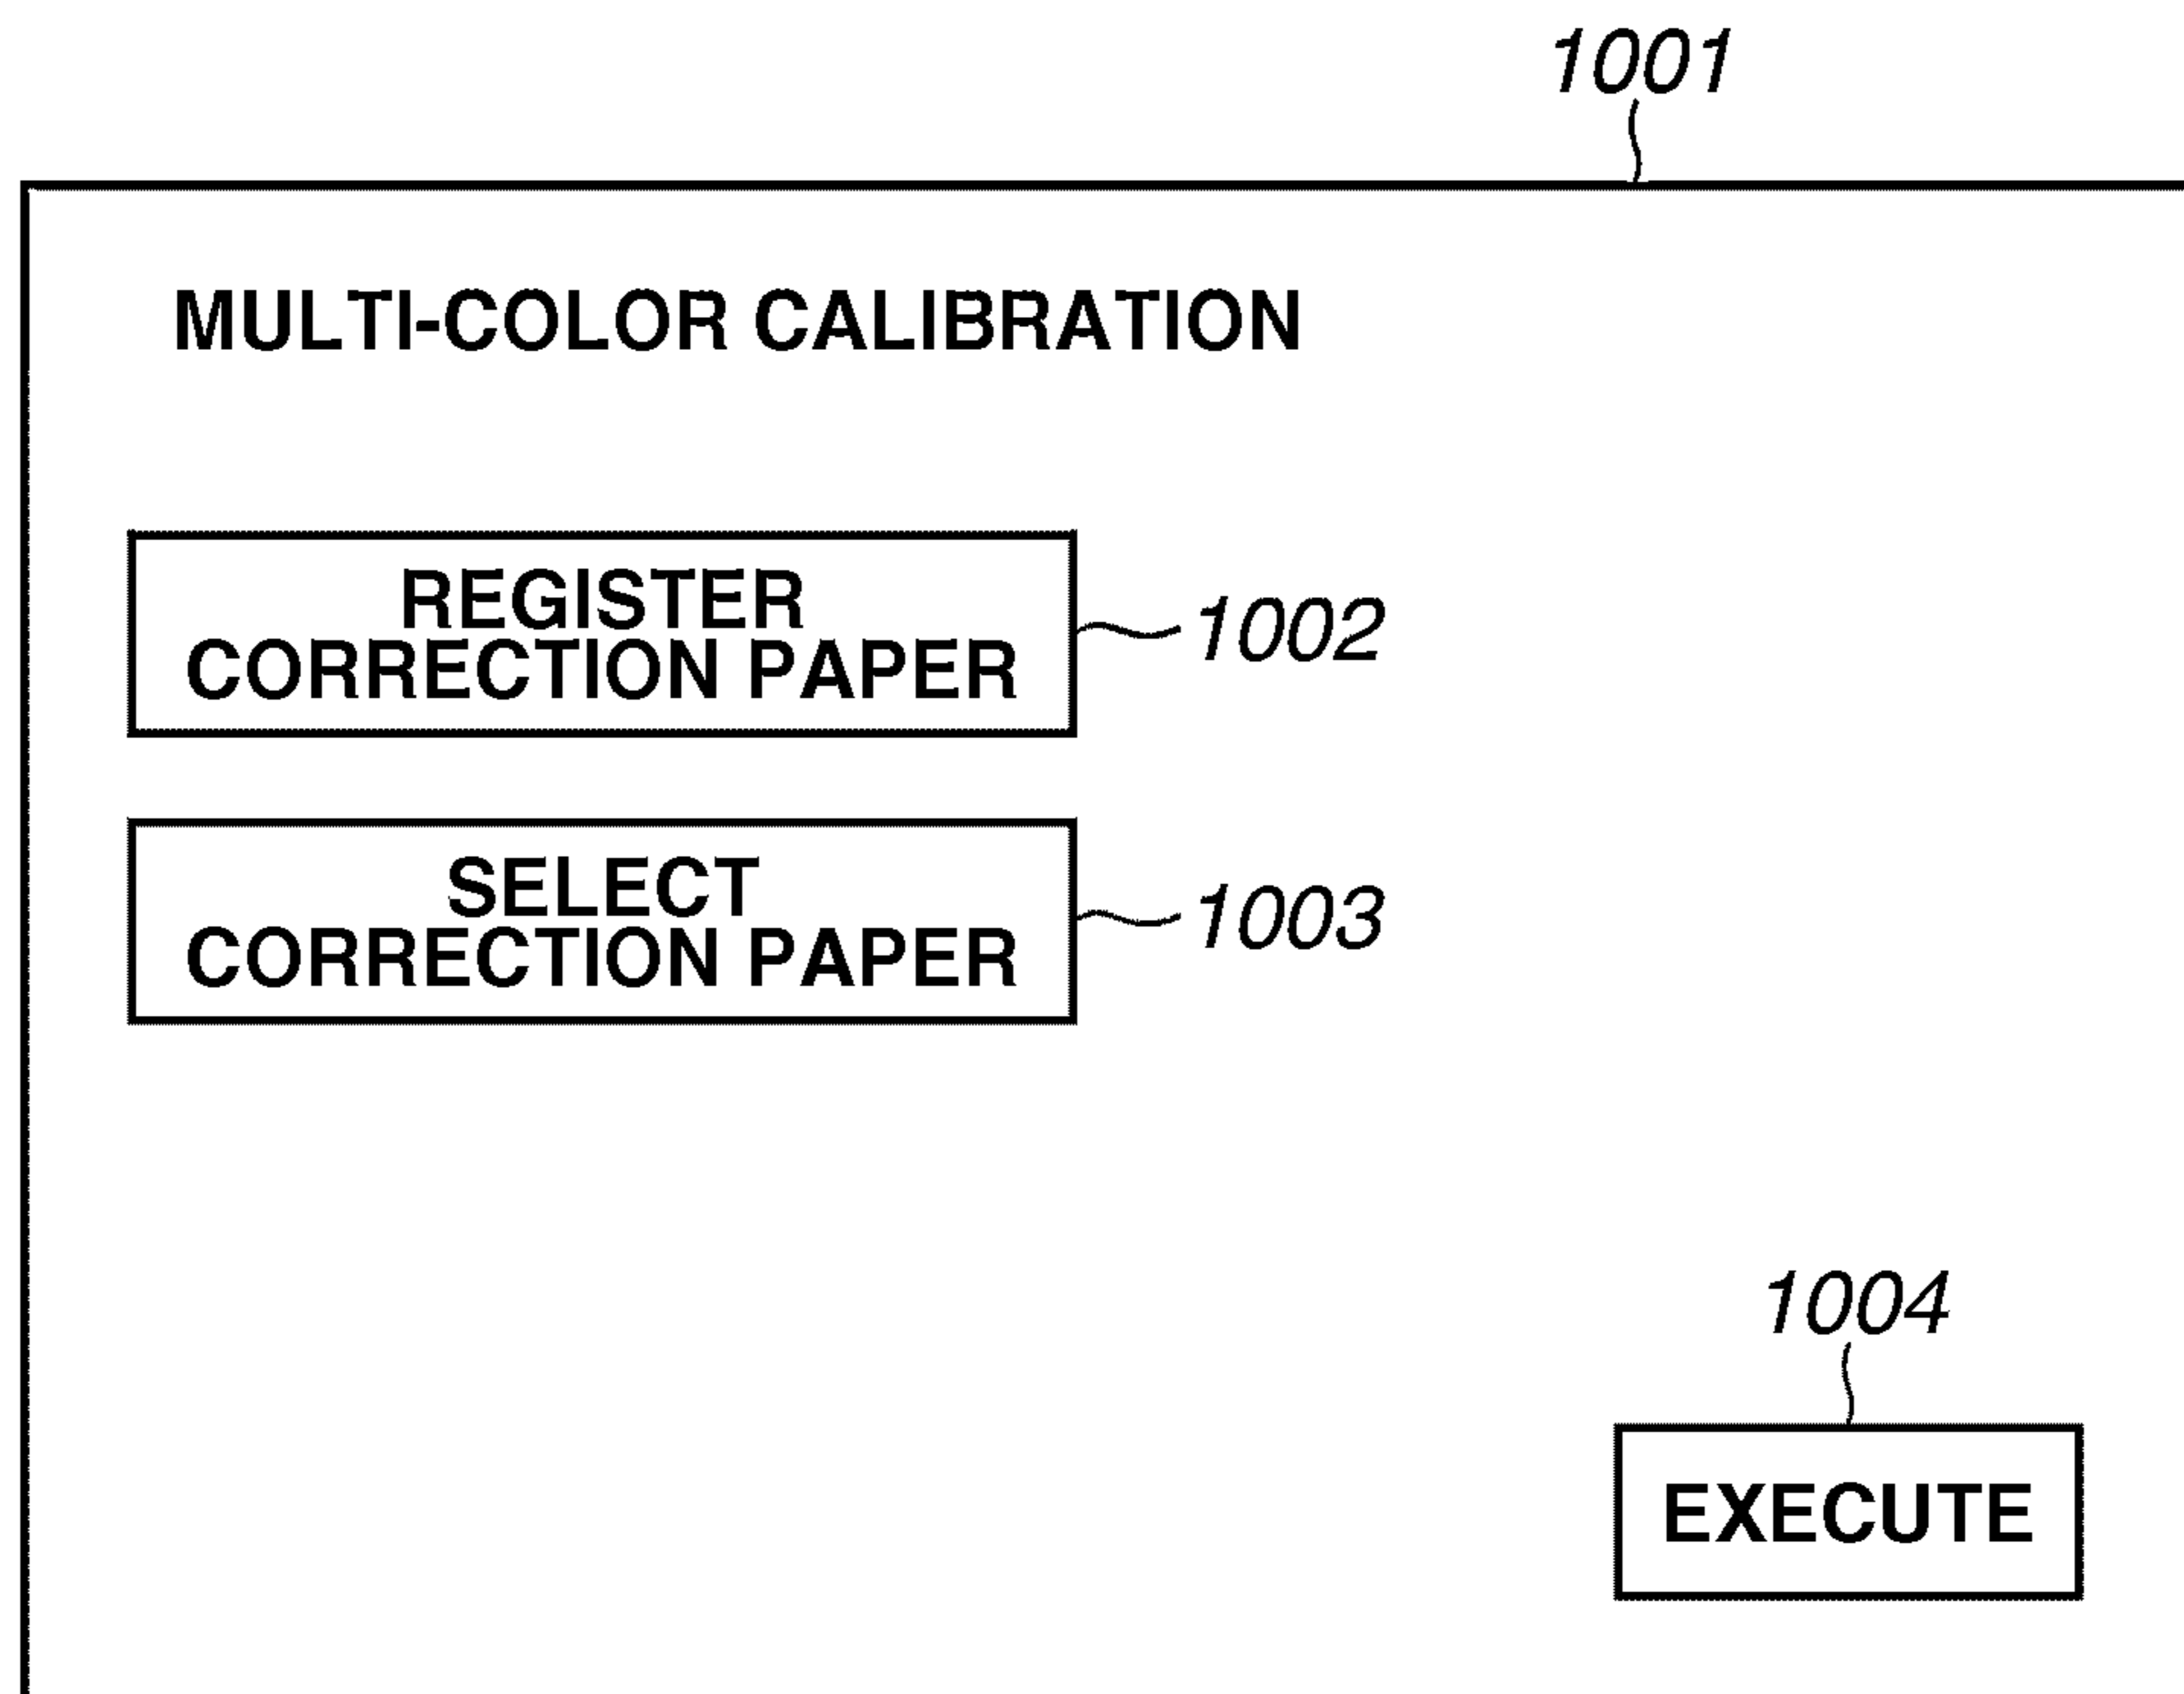 1001
MULTI-COLOR CALIBRATION
REGISTER
CORRECTION PAPER
1002
SELECT
CORRECTION PAPER
1003
1004
EXECUTE